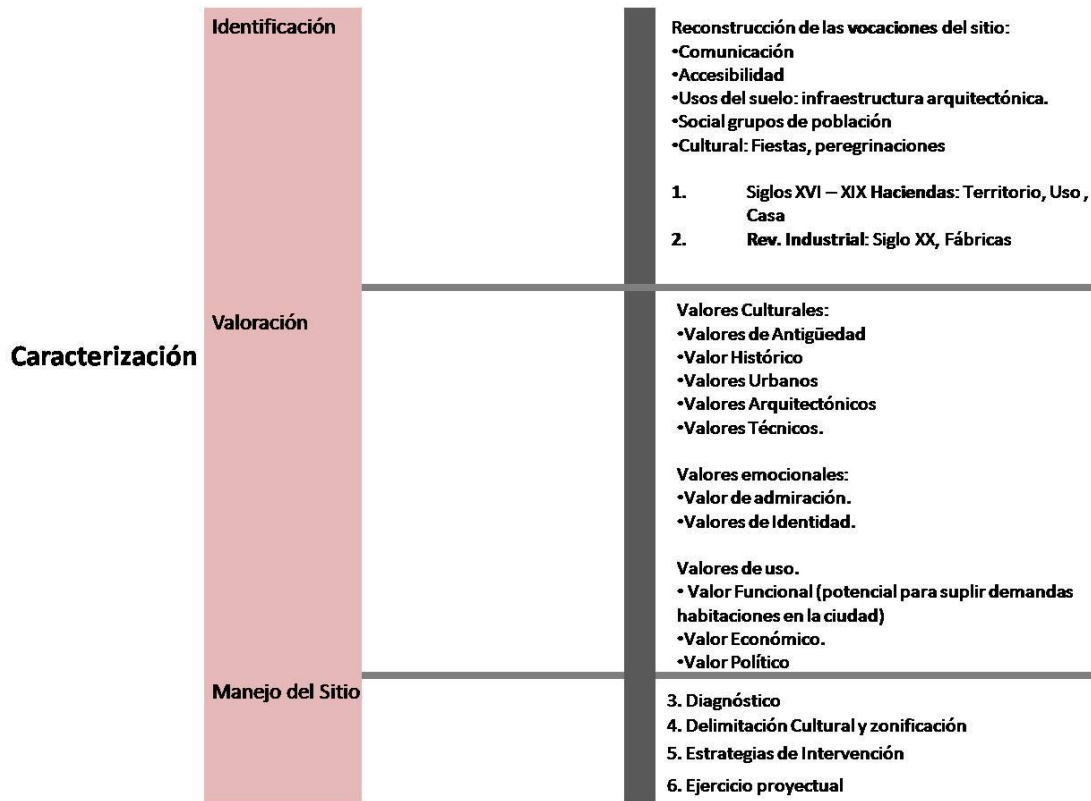 Identificación
Reconstrucción de las vocaciones del sitio:
•Comunicación
•Accesibilidad
•Usos del suelo: infraestructura arquitectónica.
•Social grupos de población
•Cultural: Fiestas, peregrinaciones
1. Siglos XVI – XIX Haciendas: Territorio, Uso ,
Casa
2. Rev. Industrial: Siglo XX, Fábricas
Caracterización
Valoración
Valores Culturales:
•Valores de Antigüedad
•Valor Histórico
•Valores Urbanos
•Valores Arquitectónicos
•Valores Técnicos.
Valores emocionales:
•Valor de admiración.
•Valores de Identidad.
Valores de uso.
• Valor Funcional (potencial para suplir demandas
habitaciones en la ciudad)
•Valor Económico.
•Valor Político
Manejo del Sitio
3. Diagnóstico
4. Delimitación Cultural y zonificación
5. Estrategias de Intervención
6. Ejercicio proyectual